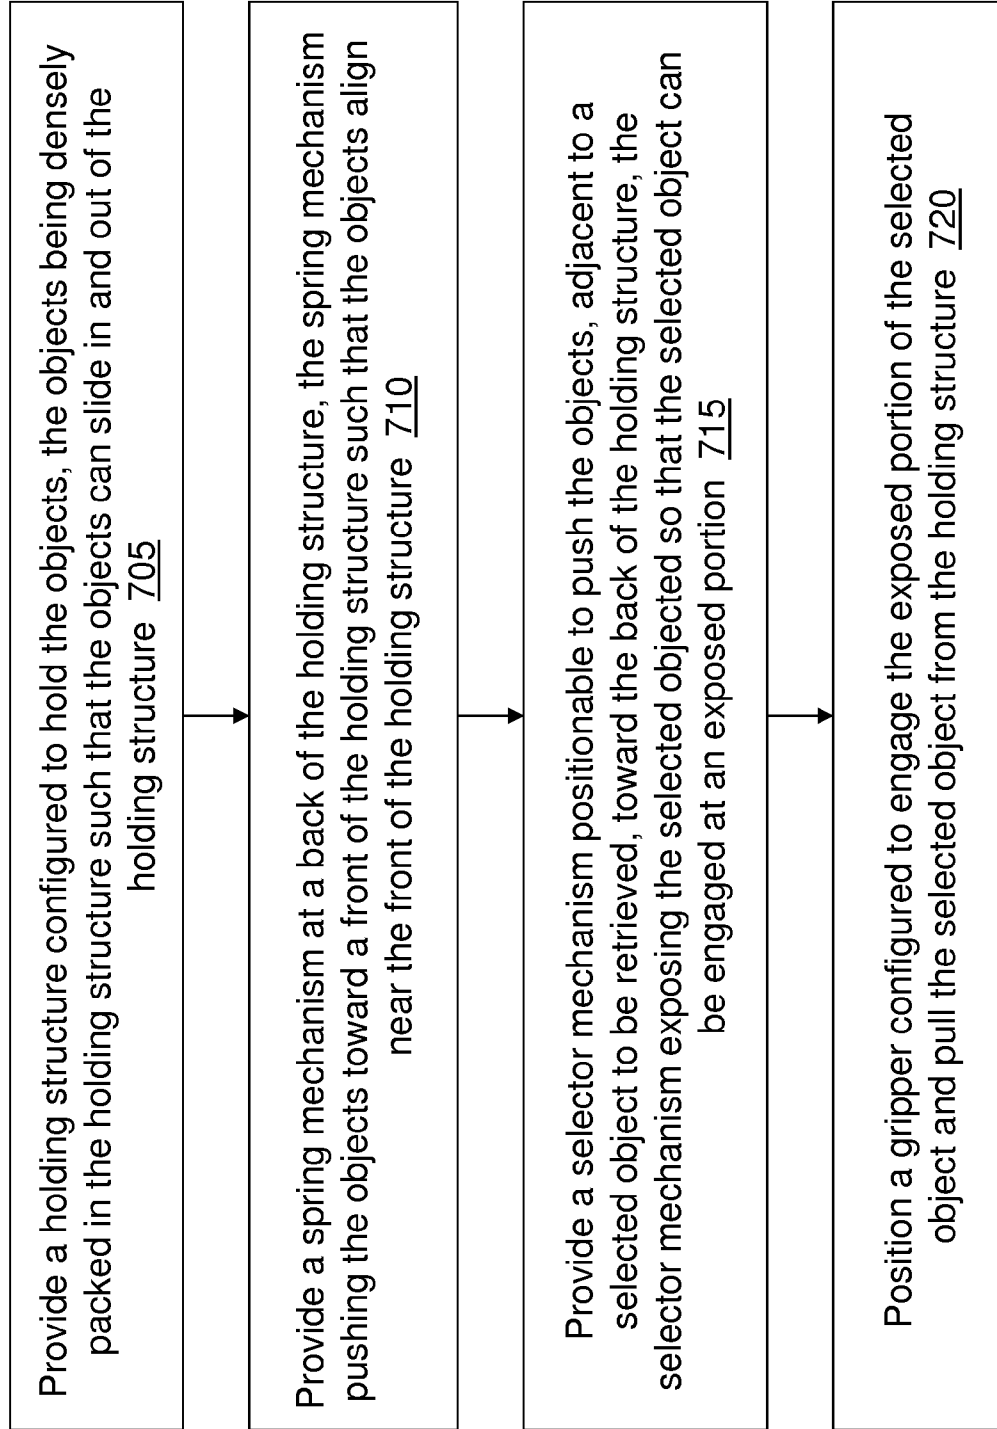 Provide a holding structure configured to hold the objects, the objects being densely
packed in the holding structure such that the objects can slide in and out of the
holding structure 705
Provide a spring mechanism at a back of the holding structure, the spring mechanism
pushing the objects toward a front of the holding structure such that the objects align
near the front of the holding structure 710
Provide a selector mechanism positionable to push the objects, adjacent to a
selected object to be retrieved, toward the back of the holding structure, the
selector mechanism exposing the selected objected so that the selected object can
be engaged at an exposed portion 715
Position a gripper configured to engage the exposed portion of the selected
object and pull the selected object from the holding structure 720